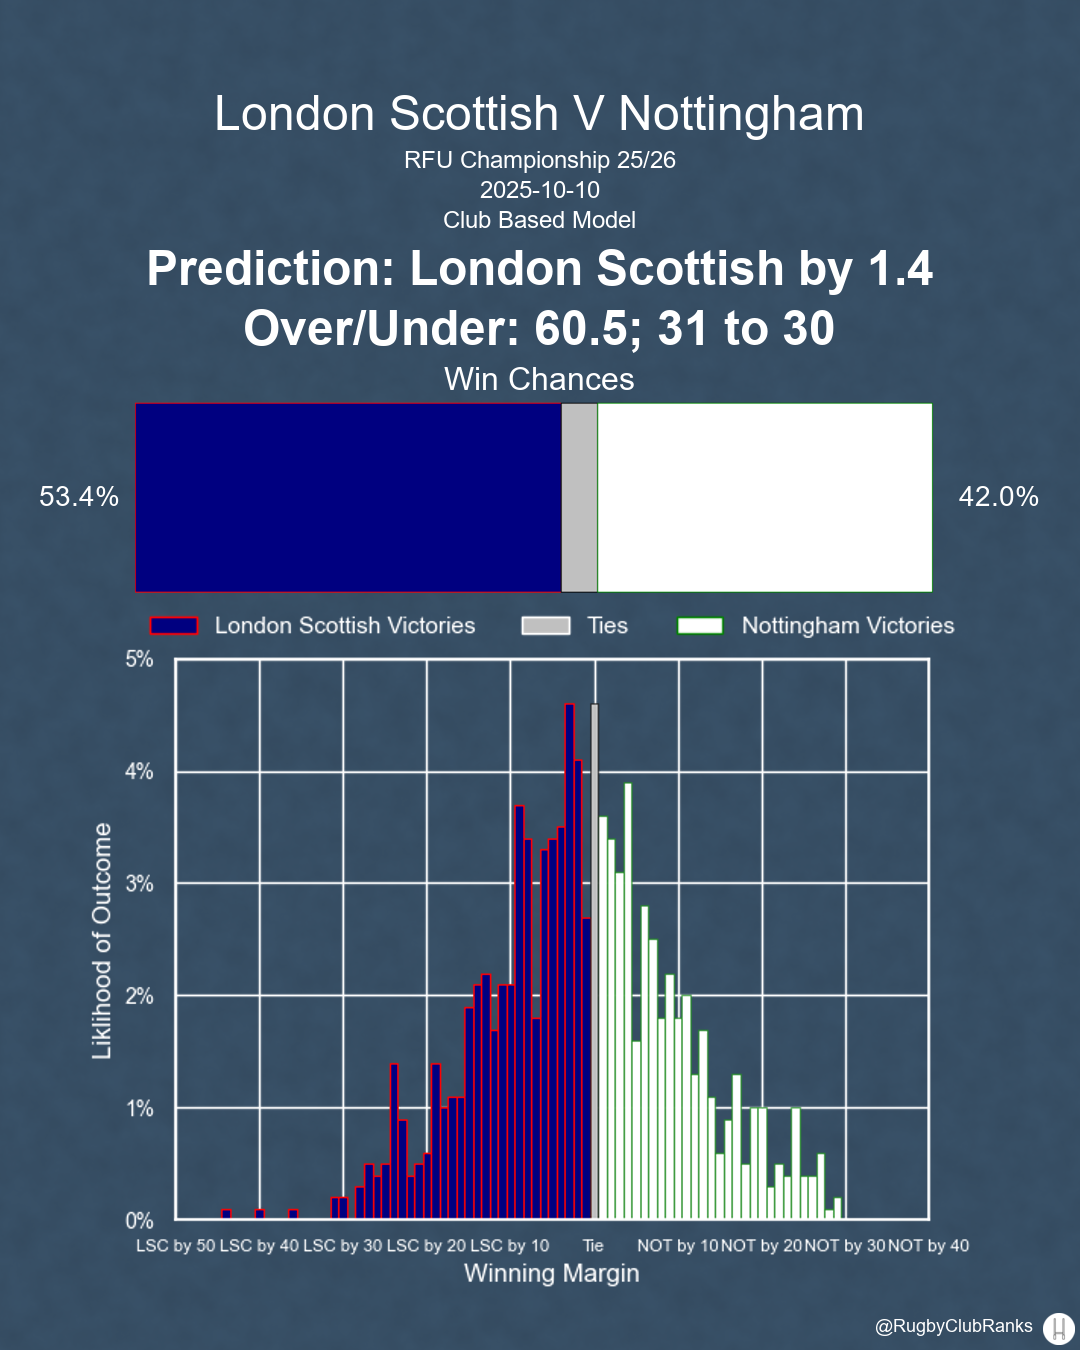 London Scottish V Nottingham
RFU Championship 25/26
2025-10-10
Club Based Model
Prediction: London Scottish by 1.4
Over/Under: 60.5; 31 to 30
Win Chances
53.4%
42.0%
London Scottish Victories
Ties
Nottingham Victories
5%
4%
3%
2%
1%
0%
Liklihood of Outcome
LSC by 50 LSC by 40 LSC by 30 LSC by 20 LSC by 10 Tie NOT by 10 NOT by 20 NOT by 30 NOT by 40
Winning Margin
@RugbyClubRanks